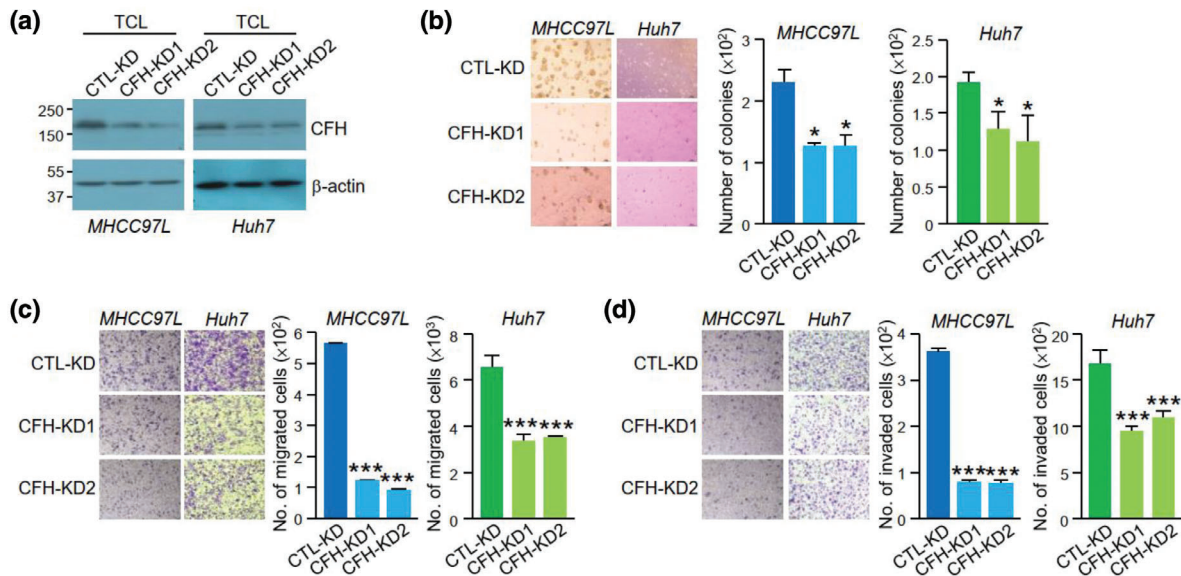 (a)
TCL TCL
CTL-KD CFH-KD1 CFH-KD2 CTL-KD CFH-KD1 CFH-KD2
250
150
CFH
55
37
β-actin
MHCC97L Huh7
(b)
MHCC97L Huh7
CTL-KD
CFH-KD1
CFH-KD2
MHCC97L
Number of colonies (×10²)
3
2
1
0
* *
CTL-KD CFH-KD1 CFH-KD2
Huh7
Number of colonies (×10²)
2.5
2.0
1.5
1.0
0.5
0
* *
CTL-KD CFH-KD1 CFH-KD2
(c)
MHCC97L Huh7
CTL-KD
CFH-KD1
CFH-KD2
MHCC97L
No. of migrated cells (×10²)
6
5
4
3
2
1
0
*** ***
CTL-KD CFH-KD1 CFH-KD2
Huh7
No. of migrated cells (×10³)
8
6
4
2
0
*** ***
CTL-KD CFH-KD1 CFH-KD2
(d)
MHCC97L Huh7
CTL-KD
CFH-KD1
CFH-KD2
MHCC97L
No. of invaded cells (×10²)
4
3
2
1
0
*** ***
CTL-KD CFH-KD1 CFH-KD2
Huh7
No. of invaded cells (×10²)
20
15
10
5
0
*** ***
CTL-KD CFH-KD1 CFH-KD2